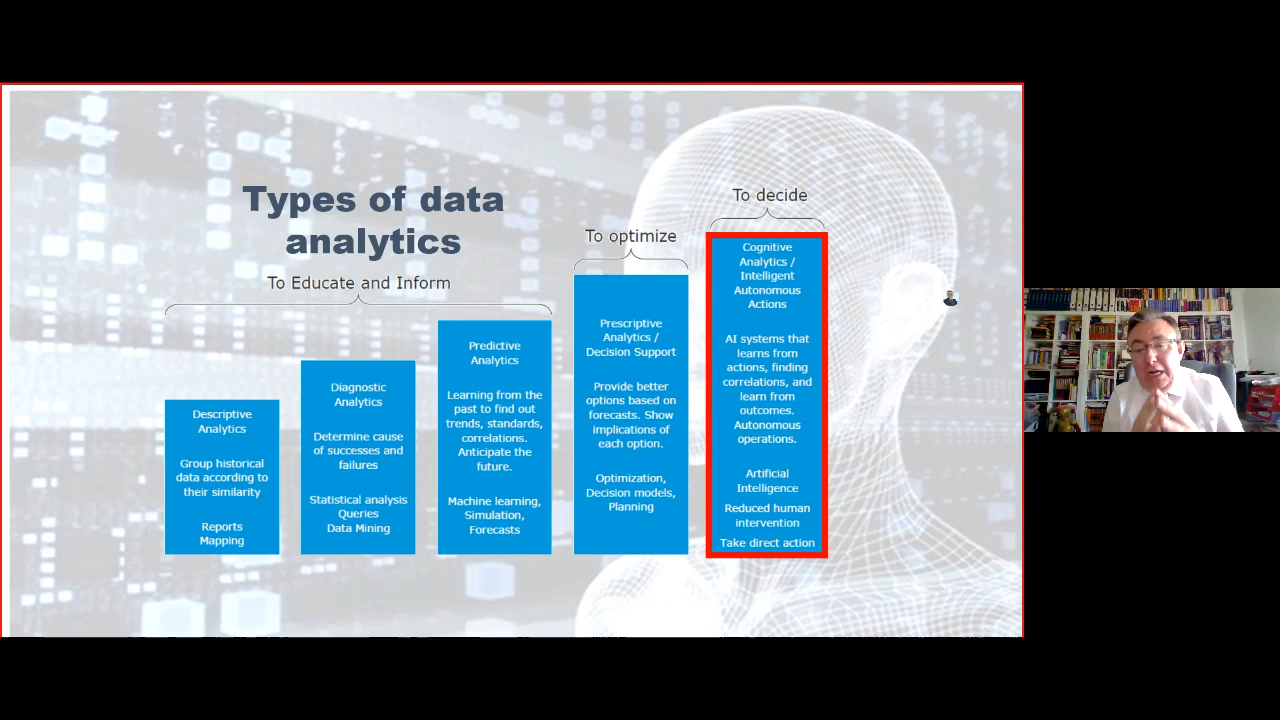 Types of data
analytics
To Educate and Inform
To optimize
To decide
Descriptive
Analytics
Group historical
data according to
their similarity
Reports
Mapping
Diagnostic
Analytics
Determine cause
of successes and
failures
Statistical analysis
Queries
Data Mining
Predictive
Analytics
Learning from the
past to find out
trends, standards,
correlations.
Anticipate the
future.
Machine learning,
Simulation,
Forecasts
Prescriptive
Analytics /
Decision Support
Provide better
options based on
forecasts. Show
implications of
each option.
Optimization,
Decision models,
Planning
Cognitive
Analytics /
Intelligent
Autonomous
Actions
AI systems that
learns from
actions, finding
correlations, and
learn from
outcomes.
Autonomous
operations.
Artificial
Intelligence
Reduced human
intervention
Take direct action